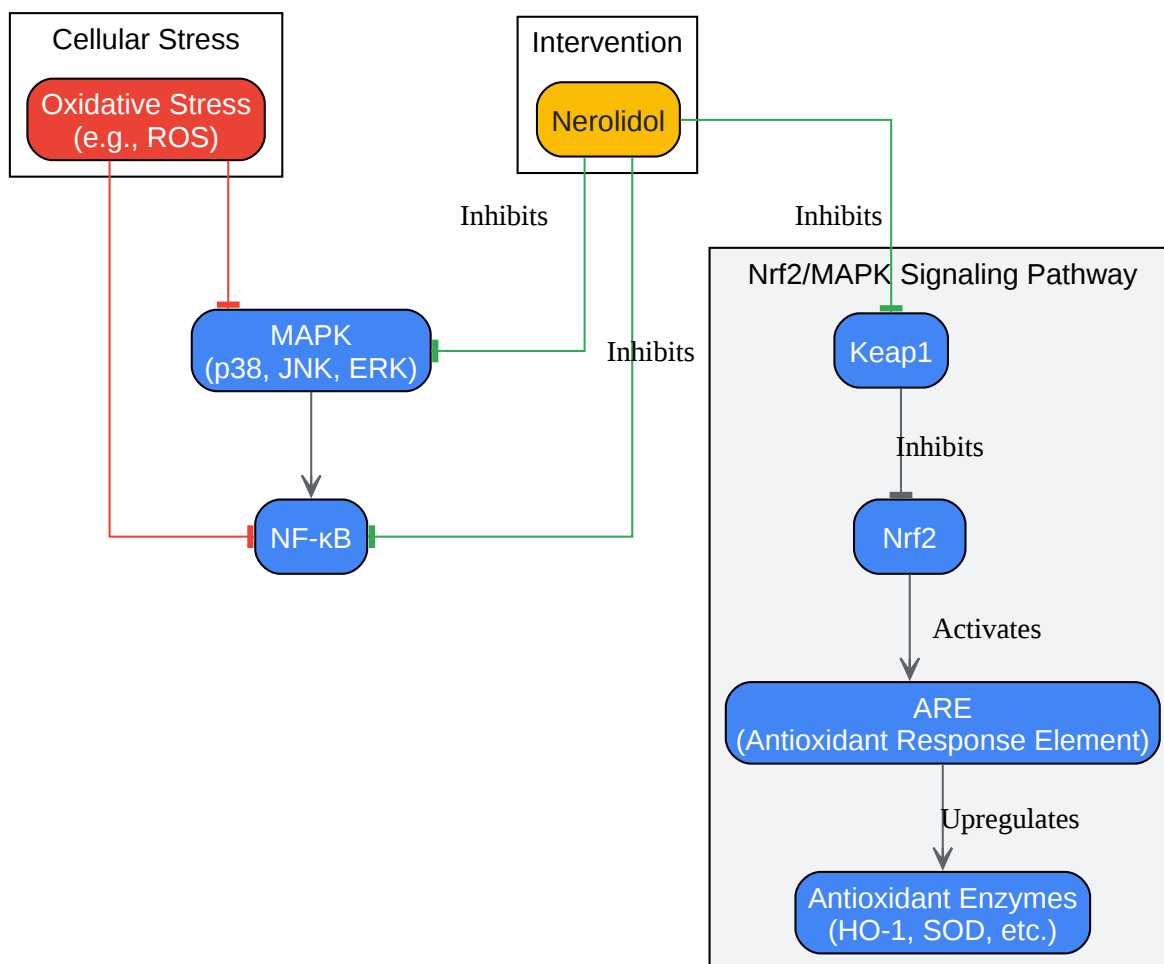 Cellular Stress
Oxidative Stress
(e.g., ROS)
Intervention
Nerolidol
Inhibits
Inhibits
Nrf2/MAPK Signaling Pathway
MAPK
(p38, JNK, ERK)
Inhibits
Keap1
Inhibits
NF-κB
Nrf2
Activates
ARE
(Antioxidant Response Element)
Upregulates
Antioxidant Enzymes
(HO-1, SOD, etc.)